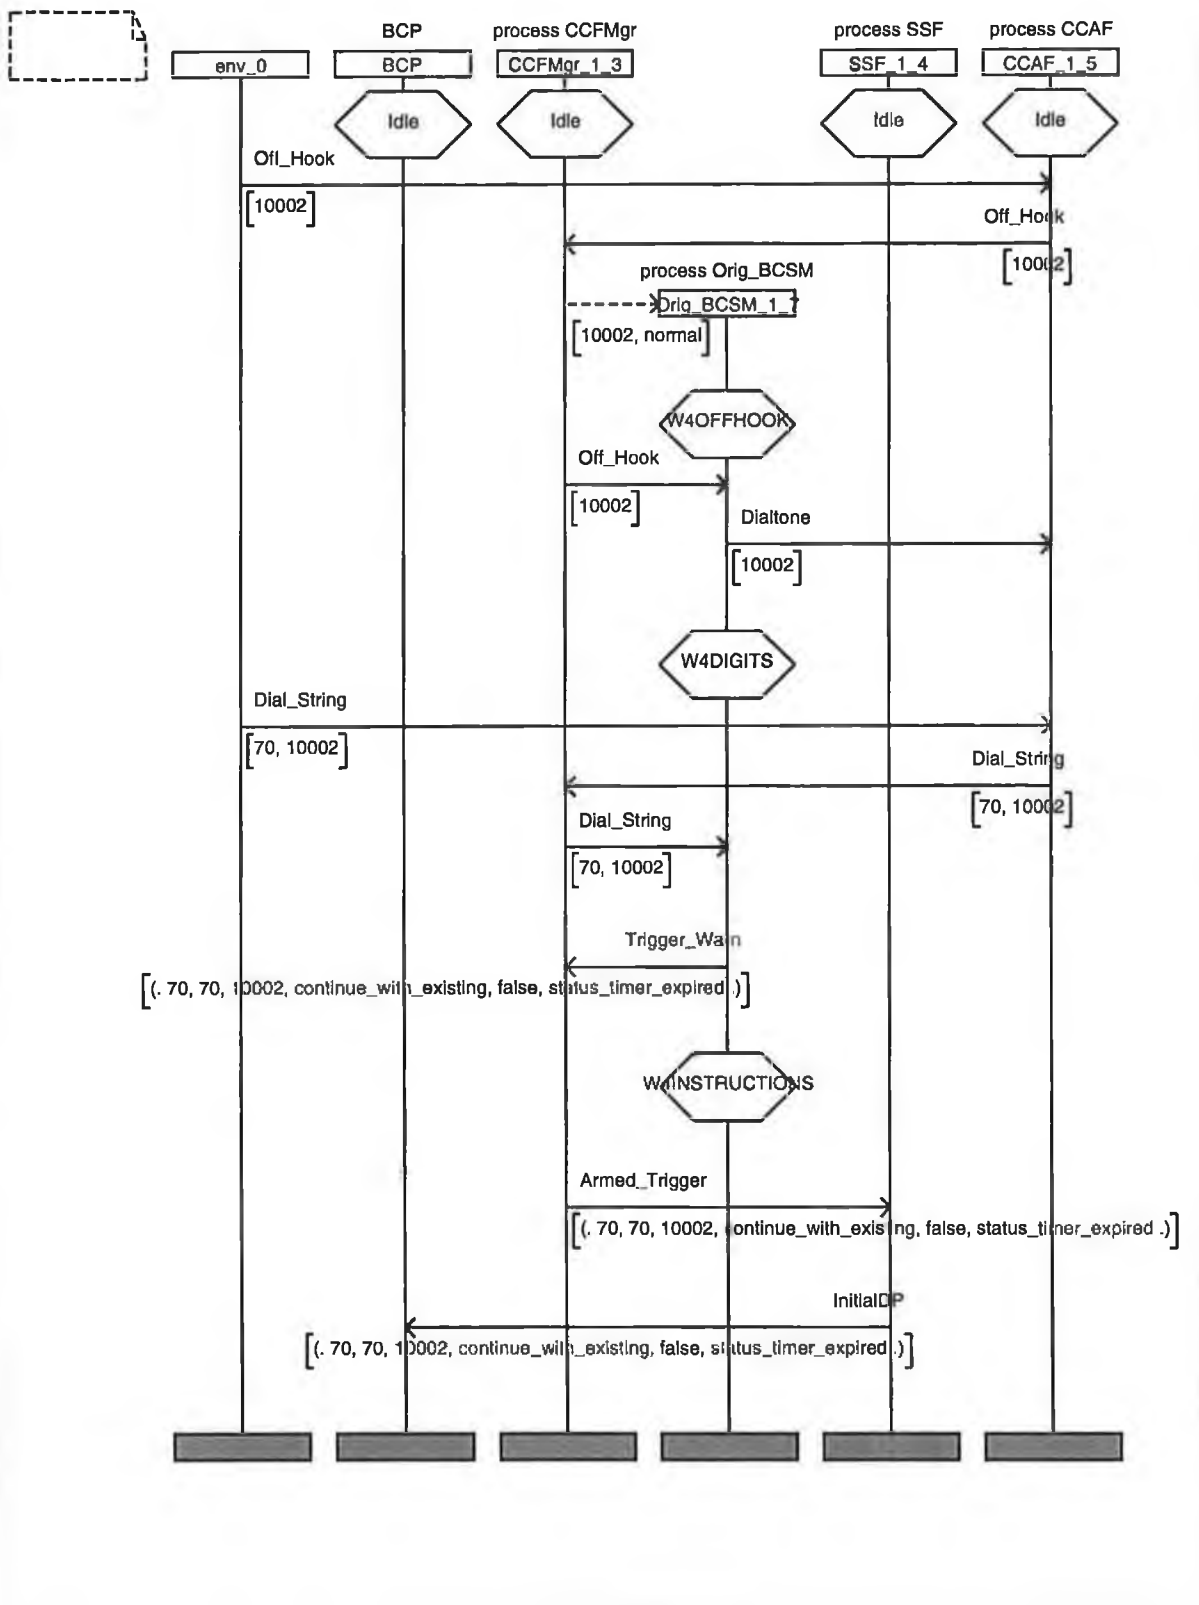 BCP
process CCFMgr
process SSF
process CCAF
env_0
BCP
CCFMgr_1_3
SSF_1_4
CCAF_1_5
Idle
Idle
Idle
Idle
Off_Hook
[10002]
Off_Hook
[10002]
process Orig_BCSM
Orig_BCSM_1_7
[10002, normal]
W4OFFHOOK
Off_Hook
[10002]
Dialtone
[10002]
W4DIGITS
Dial_String
[70, 10002]
Dial_String
[70, 10002]
Dial_String
[70, 10002]
Trigger_Wain
[(. 70, 70, 10002, continue_with_existing, false, status_timer_expired .)]
W4INSTRUCTIONS
Armed_Trigger
[(. 70, 70, 10002, continue_with_existing, false, status_timer_expired .)]
InitialDP
[(. 70, 70, 10002, continue_with_existing, false, status_timer_expired .)]